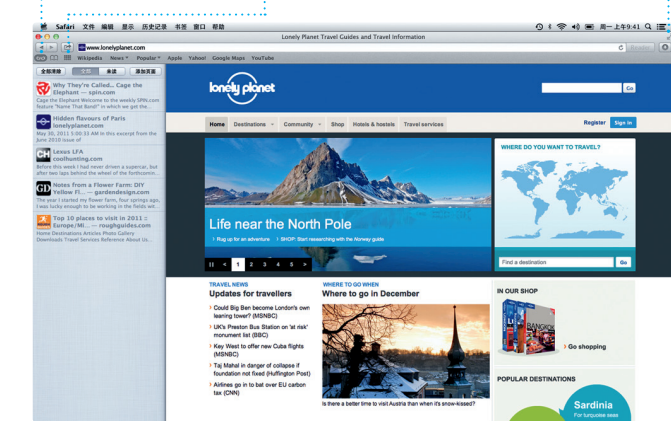 Safari 文件 编辑 显示 历史记录 书签 窗口 帮助
周一上午9:41
Lonely Planet Travel Guides and Travel Information
www.lonelyplanet.com
Reader
Wikipedia News Popular Apple Yahoo! Google Maps YouTube
全部清除 全部 未读 添加页面
Why They're Called... Cage the
Elephant — spin.com
Cage the Elephant Welcome to the weekly SPIN.com
feature "Name That Band!" in which we get the...
Hidden flavours of Paris
lonelyplanet.com
May 30, 2011 5:00:33 AM In this excerpt from the
June 2010 issue of
CH
Lexus LFA
coolhunting.com
Before this week I had never driven a supercar, but
after two laps behind the wheel of the forthcomin...
GD
Notes from a Flower Farm: DIY
Yellow Fl... — gardendesign.com
The year I started my flower farm, four springs ago,
I was lucky enough to be working in the fields wit...
Top 10 places to visit in 2011 ::
Europe/Mi... — roughguides.com
Home Destinations Articles Photo Gallery
Downloads Travel Services Reference About Us...
lonely planet
Go
Home Destinations Community Shop Hotels & hostels Travel services
Register Sign in
Life near the North Pole
› Rug up for an adventure › SHOP: Start researching with the Norway guide
II < 1 2 3 4 5 >
WHERE DO YOU WANT TO TRAVEL?
Find a destination Go
TRAVEL NEWS
Updates for travellers
› Could Big Ben become London's own
leaning tower? (MSNBC)
› UK's Preston Bus Station on 'at risk'
monument list (BBC)
› Key West to offer new Cuba flights
(MSNBC)
› Taj Mahal in danger of collapse if
foundation not fixed (Huffington Post)
› Airlines go in to bat over EU carbon
tax (CNN)
WHERE TO GO WHEN
Where to go in December
Is there a better time to visit Austria than when it's snow-kissed?
IN OUR SHOP
BANGKOK
› Go shopping
POPULAR DESTINATIONS
Sardinia
For turquoise seas